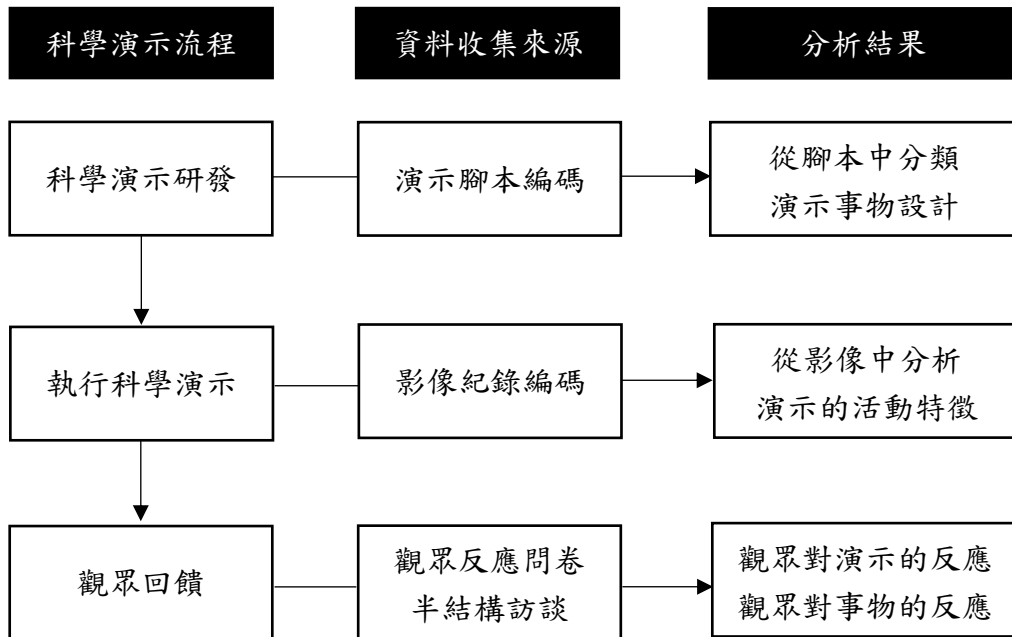 科學演示流程
資料收集來源
分析結果
科學演示研發
演示腳本編碼
從腳本中分類
演示事物設計
執行科學演示
影像紀錄編碼
從影像中分析
演示的活動特徵
觀眾回饋
觀眾反應問卷
半結構訪談
觀眾對演示的反應
觀眾對事物的反應